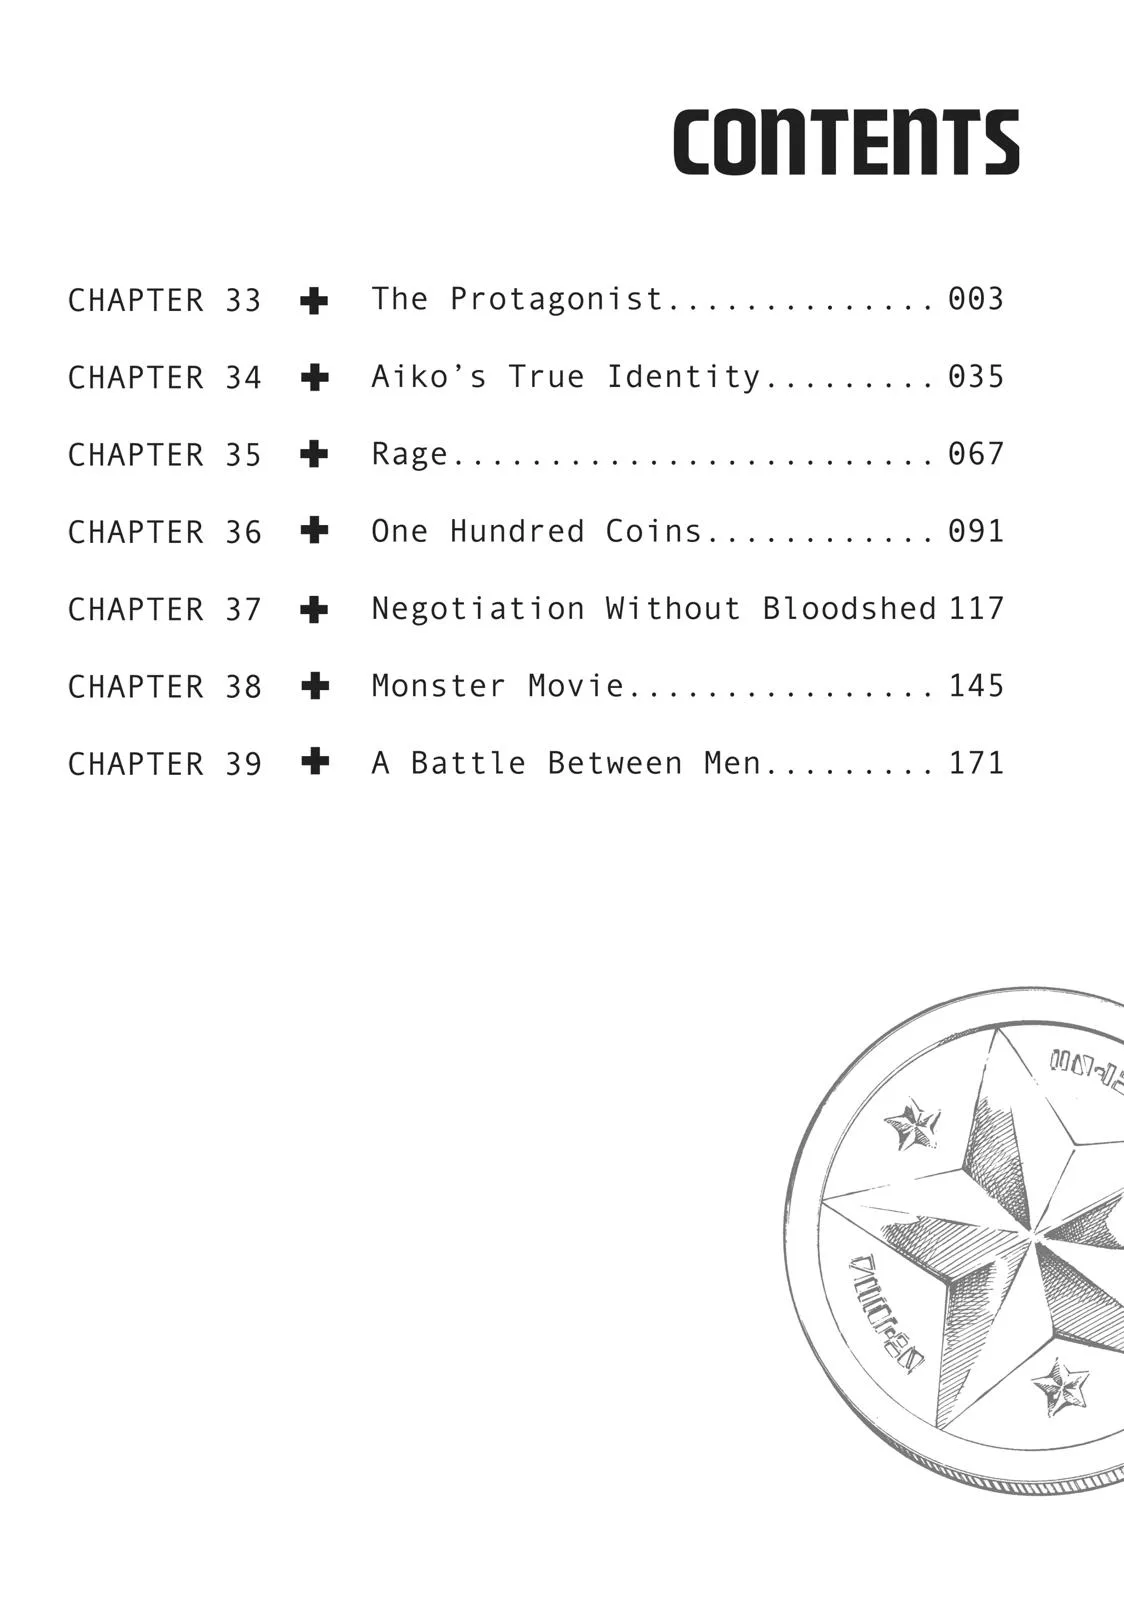 CONTENTS
CHAPTER 33 ✚ The Protagonist.............. 003
CHAPTER 34 ✚ Aiko’s True Identity......... 035
CHAPTER 35 ✚ Rage......................... 067
CHAPTER 36 ✚ One Hundred Coins............ 091
CHAPTER 37 ✚ Negotiation Without Bloodshed 117
CHAPTER 38 ✚ Monster Movie................ 145
CHAPTER 39 ✚ A Battle Between Men......... 171